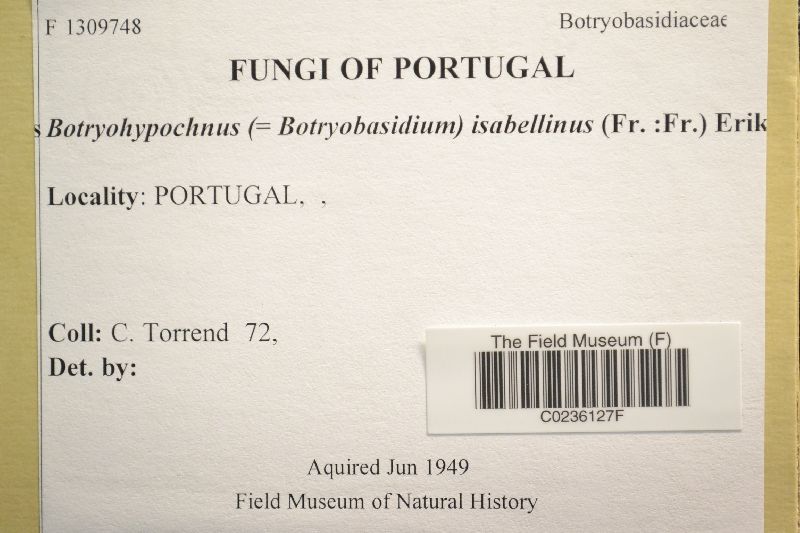 F 1309748
Botryobasidiaceae
FUNGI OF PORTUGAL
s Botryohypochnus (= Botryobasidium) isabellinus (Fr. :Fr.) Erik
Locality: PORTUGAL, ,
Coll: C. Torrend 72,
Det. by:
The Field Museum (F)
C0236127F
Aquired Jun 1949
Field Museum of Natural History